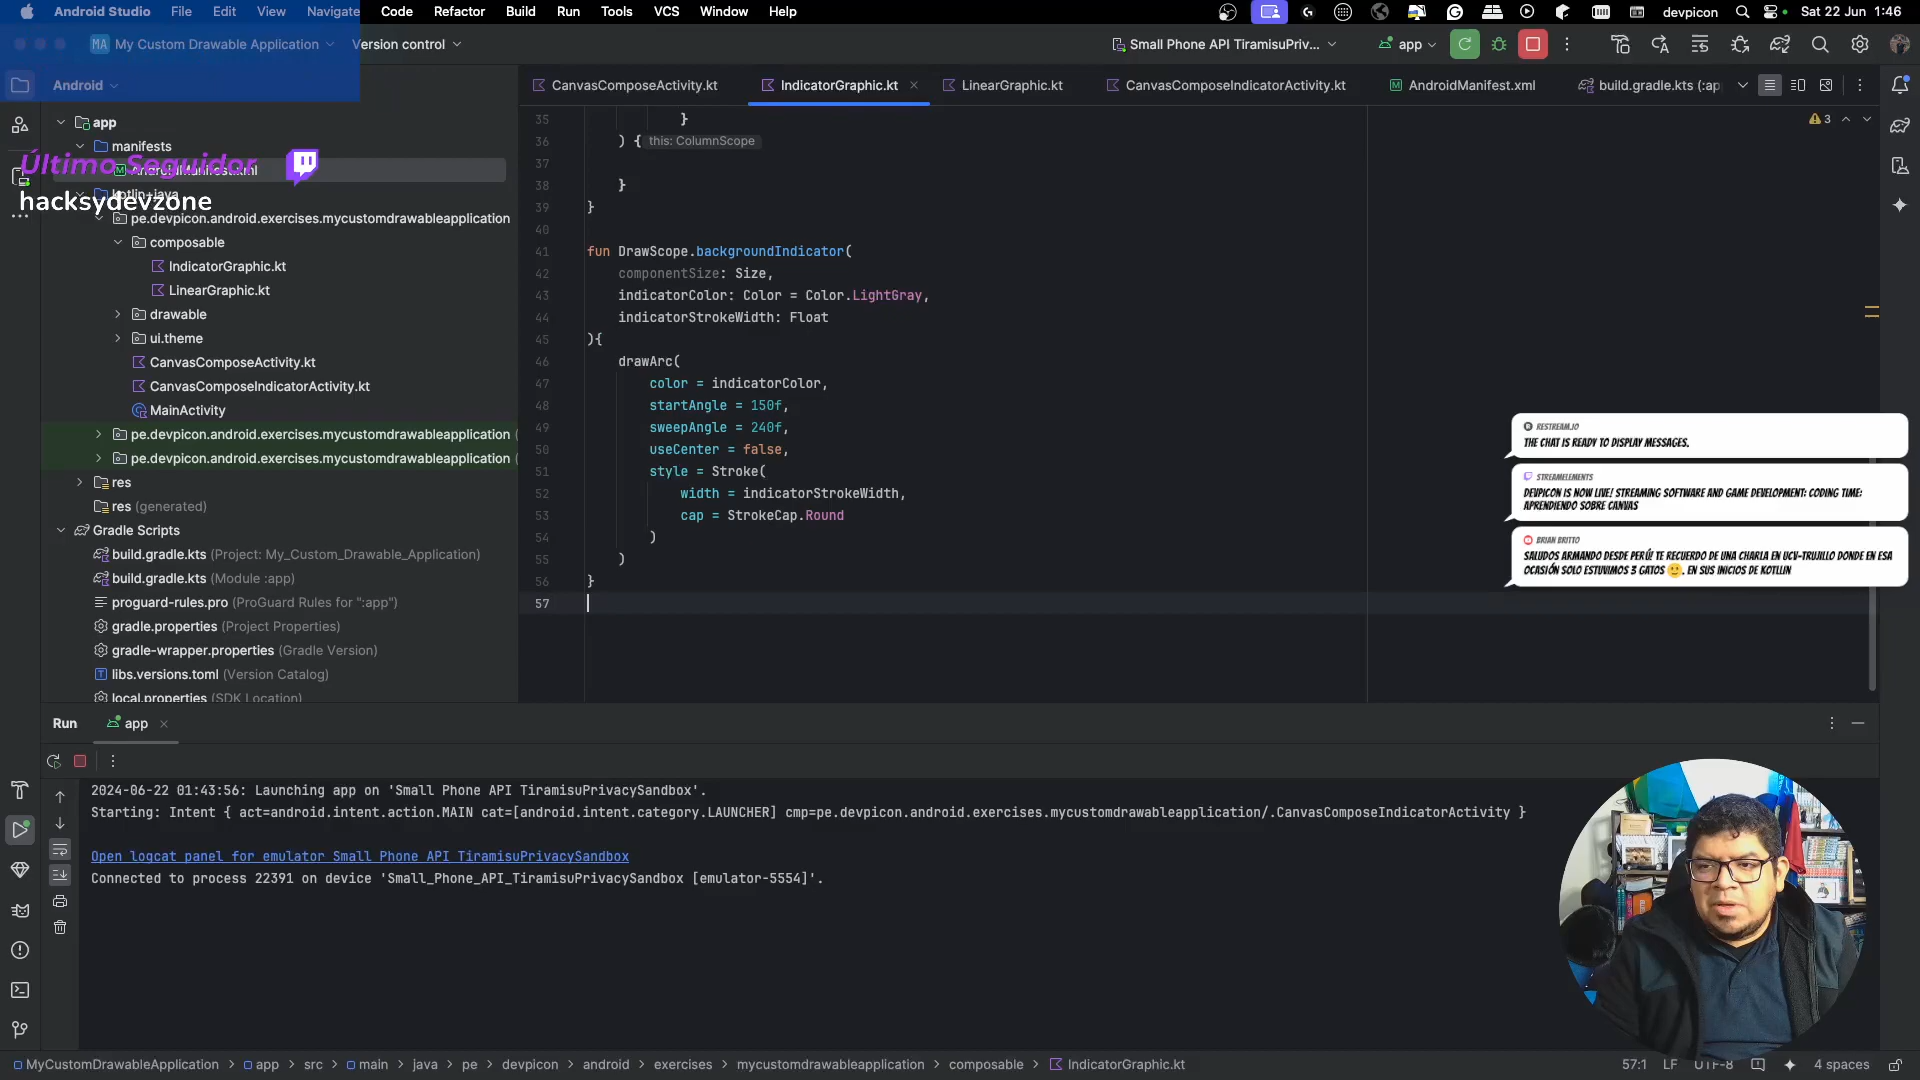 Android Studio File Edit View Navigate Code Refactor Build Run Tools VCS Window Help devpicon Sat 22 Jun 1:46
MA My Custom Drawable Application Version control Small Phone API TiramisuPriv... app
Android
CanvasComposeActivity.kt IndicatorGraphic.kt LinearGraphic.kt CanvasComposeIndicatorActivity.kt AndroidManifest.xml build.gradle.kts (:app
app
manifests
AndroidManifest.xml
Último Seguidor
kotlin+java
hacksydevzone
pe.devpicon.android.exercises.mycustomdrawableapplication
composable
IndicatorGraphic.kt
LinearGraphic.kt
drawable
ui.theme
CanvasComposeActivity.kt
CanvasComposeIndicatorActivity.kt
MainActivity
pe.devpicon.android.exercises.mycustomdrawableapplication (
pe.devpicon.android.exercises.mycustomdrawableapplication (
res
res (generated)
Gradle Scripts
build.gradle.kts (Project: My_Custom_Drawable_Application)
build.gradle.kts (Module :app)
proguard-rules.pro (ProGuard Rules for ":app")
gradle.properties (Project Properties)
gradle-wrapper.properties (Gradle Version)
libs.versions.toml (Version Catalog)
local.properties (SDK Location)
3
35 }
36 ) { this: ColumnScope
37
38 }
39 }
40
41 fun DrawScope.backgroundIndicator(
42 componentSize: Size,
43 indicatorColor: Color = Color.LightGray,
44 indicatorStrokeWidth: Float
45 ){
46 drawArc(
47 color = indicatorColor,
48 startAngle = 150f,
49 sweepAngle = 240f,
50 useCenter = false,
51 style = Stroke(
52 width = indicatorStrokeWidth,
53 cap = StrokeCap.Round
54 )
55 )
56 }
57
RESTREAM.IO
THE CHAT IS READY TO DISPLAY MESSAGES.
STREAMELEMENTS
DEVPICON IS NOW LIVE! STREAMING SOFTWARE AND GAME DEVELOPMENT: CODING TIME:
APRENDIENDO SOBRE CANVAS
BRIAN BRITTO
SALUDOS ARMANDO DESDE PERÚ! TE RECUERDO DE UNA CHARLA EN UCV-TRUJILLO DONDE EN ESA
OCASIÓN SOLO ESTUVIMOS 3 GATOS 🙂. EN SUS INICIOS DE KOTLLIN
Run app
2024-06-22 01:43:56: Launching app on 'Small Phone API TiramisuPrivacySandbox'.
Starting: Intent { act=android.intent.action.MAIN cat=[android.intent.category.LAUNCHER] cmp=pe.devpicon.android.exercises.mycustomdrawableapplication/.CanvasComposeIndicatorActivity }
Open logcat panel for emulator Small Phone API TiramisuPrivacySandbox
Connected to process 22391 on device 'Small_Phone_API_TiramisuPrivacySandbox [emulator-5554]'.
MyCustomDrawableApplication > app > src > main > java > pe > devpicon > android > exercises > mycustomdrawableapplication > composable > IndicatorGraphic.kt 57:1 LF UTF-8 4 spaces